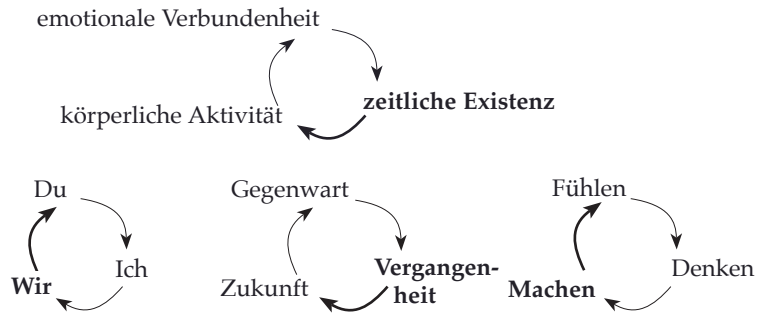 emotionale Verbundenheit
zeitliche Existenz
körperliche Aktivität
Du
Ich
Wir
Gegenwart
Vergangen-
heit
Zukunft
Fühlen
Denken
Machen